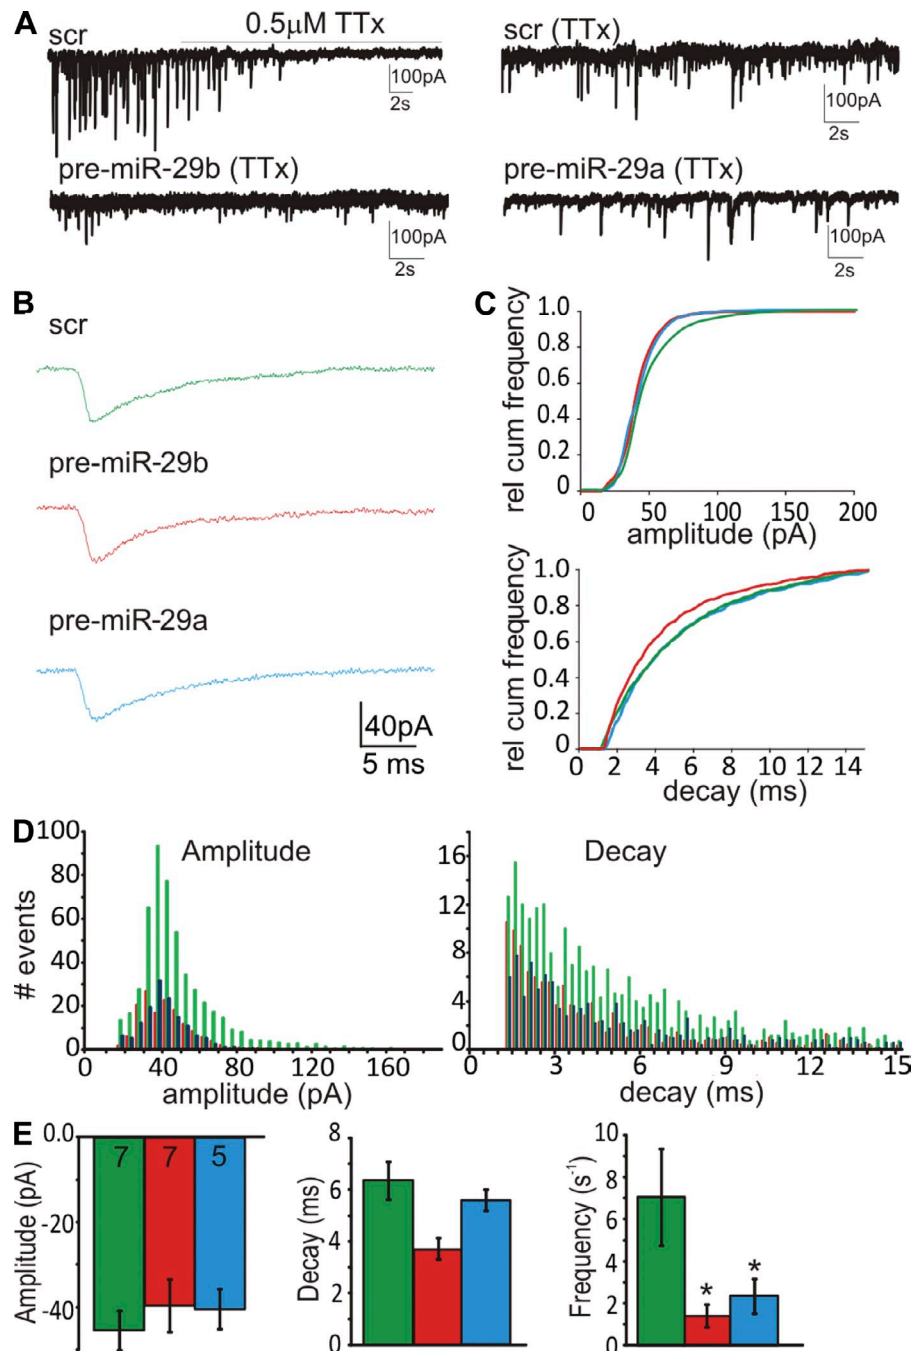 A
scr
0.5µM TTx
100pA
2s
scr (TTx)
100pA
2s
pre-miR-29b (TTx)
100pA
2s
pre-miR-29a (TTx)
100pA
2s
B
scr
pre-miR-29b
pre-miR-29a
40pA
5 ms
C
rel cum frequency
1.0
0.8
0.6
0.4
0.2
0
0 50 100 150 200
amplitude (pA)
rel cum frequency
1.0
0.8
0.6
0.4
0.2
0
0 2 4 6 8 10 12 14
decay (ms)
D
Amplitude
# events
100
80
60
40
20
0
0 40 80 120 160
amplitude (pA)
Decay
16
12
8
4
0
0 3 6 9 12 15
decay (ms)
E
Amplitude (pA)
0.0
-20
-40
7 7 5
Decay (ms)
8
6
4
2
0
Frequency (s⁻¹)
10
8
6
4
2
0
* *